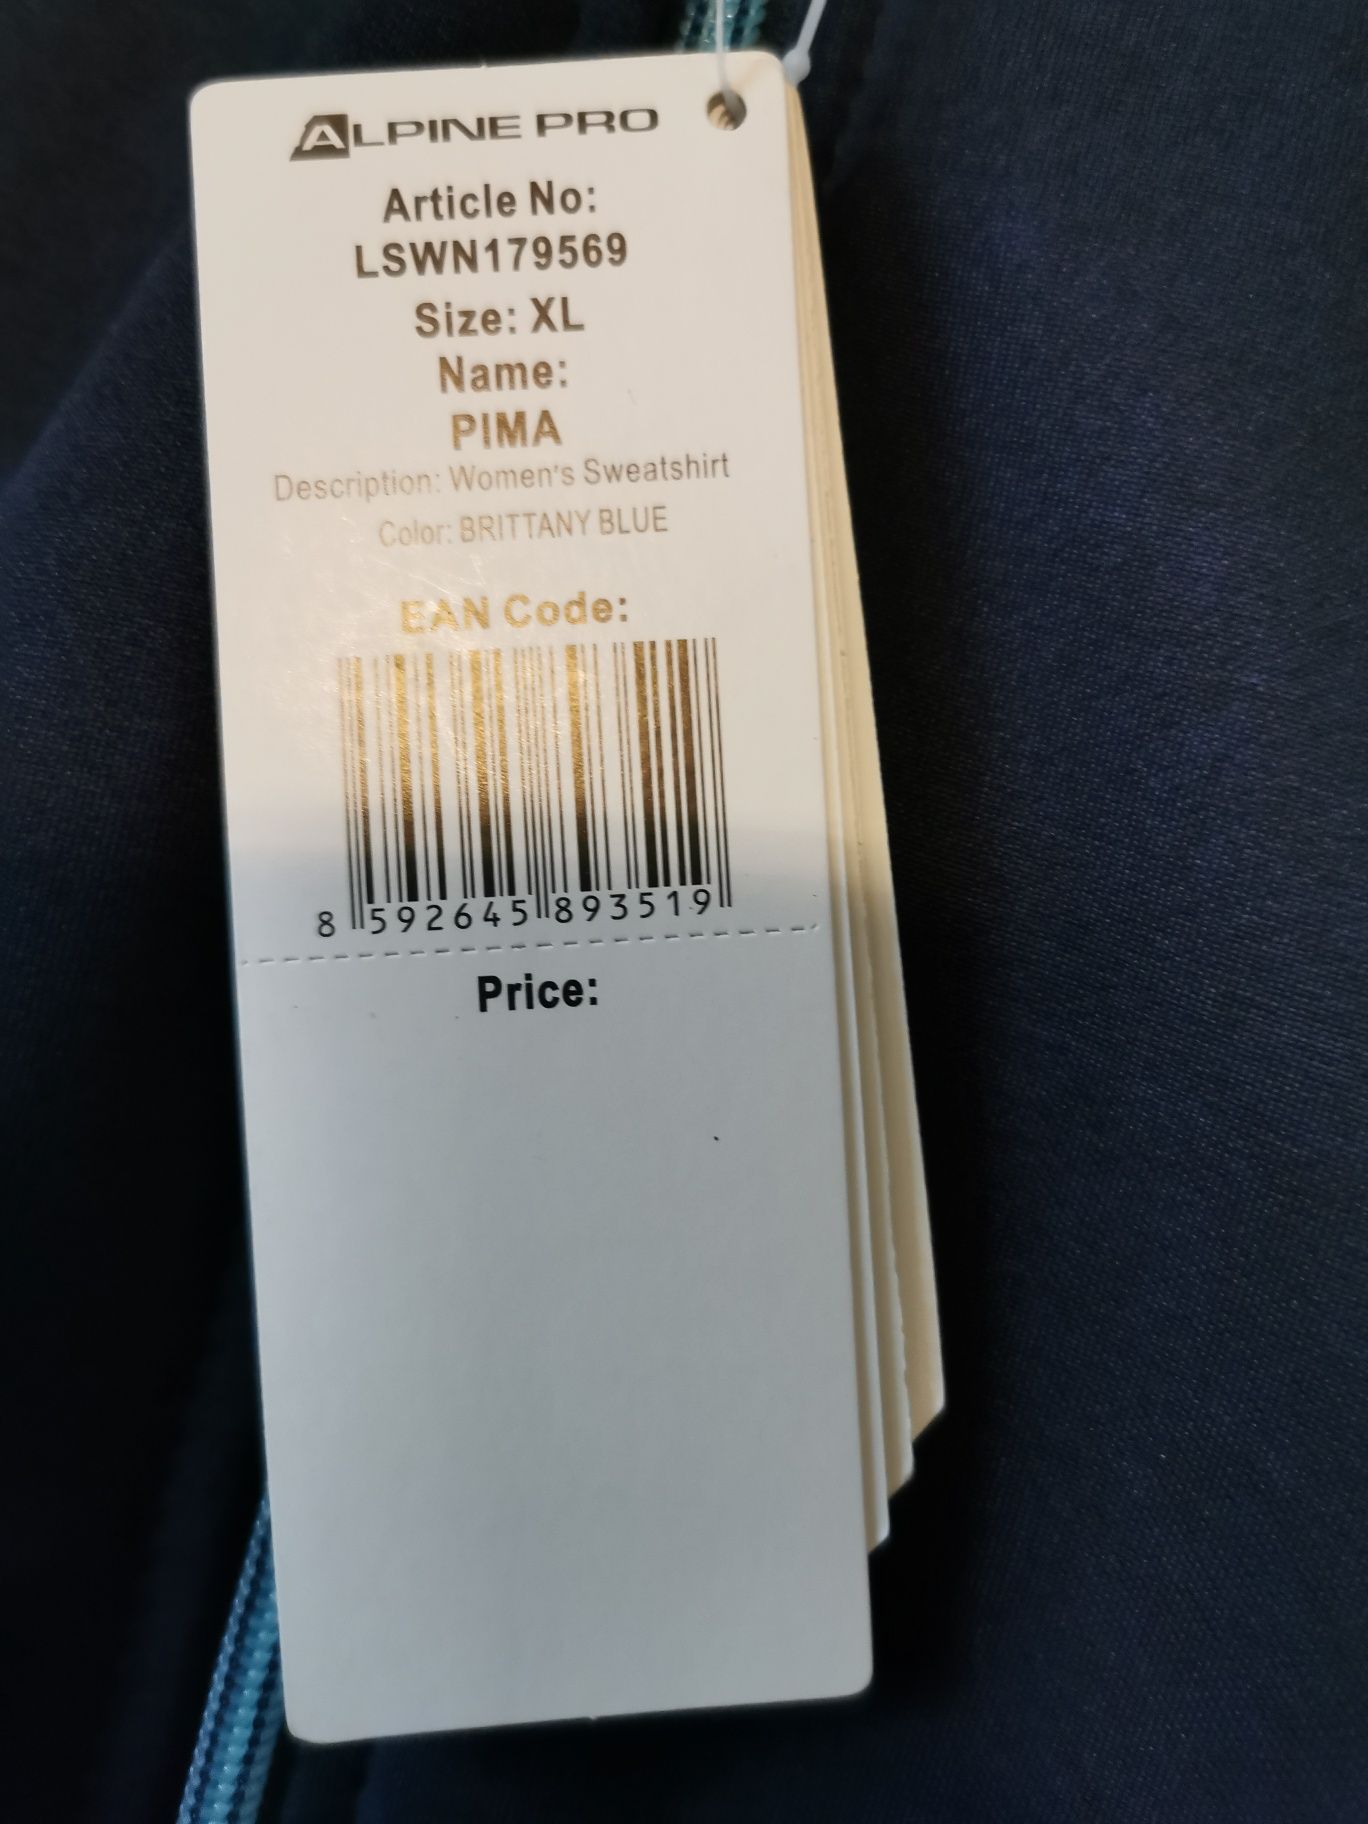 ALPINE PRO
Article No:
LSWN179569
Size: XL
Name:
PIMA
Description: Women's Sweatshirt
Color: BRITTANY BLUE
EAN Code:
8 592645 893519
Price: